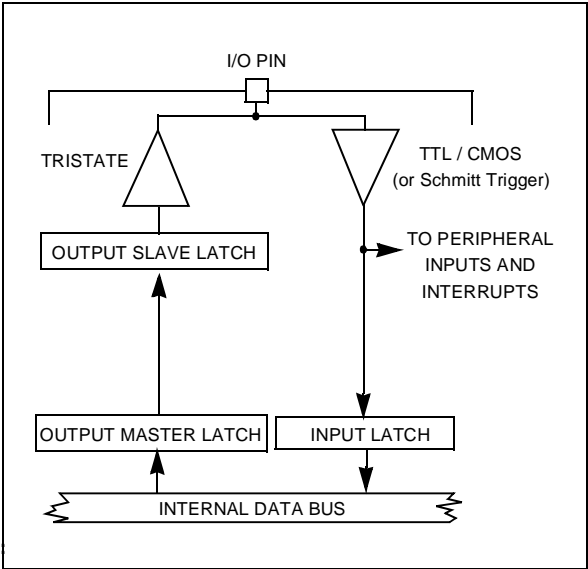 I/O PIN
TRISTATE
TTL / CMOS
(or Schmitt Trigger)
OUTPUT SLAVE LATCH
TO PERIPHERAL
INPUTS AND
INTERRUPTS
OUTPUT MASTER LATCH
INPUT LATCH
INTERNAL DATA BUS